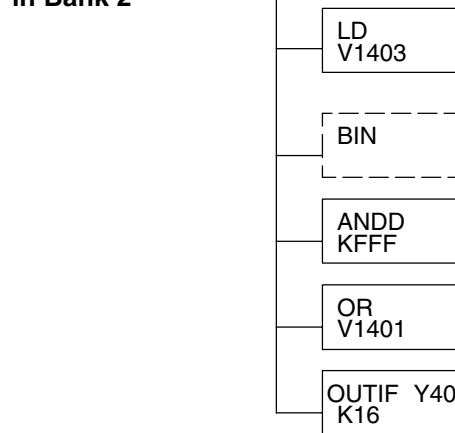 in Bank 2
LD
V1403
BIN
ANDD
KFFF
OR
V1401
OUTIF Y40
K16